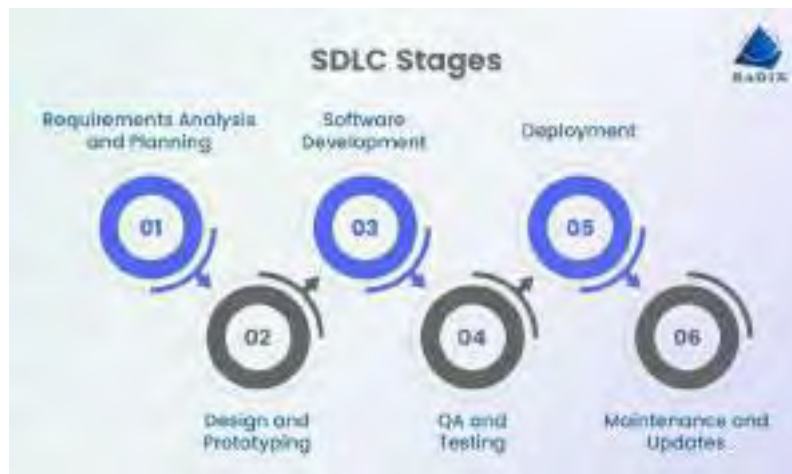 SDLC Stages
RADIX
Requirements Analysis
and Planning
Software
Development
Deployment
01
03
05
02
04
06
Design and
Prototyping
QA and
Testing
Maintenance and
Updates